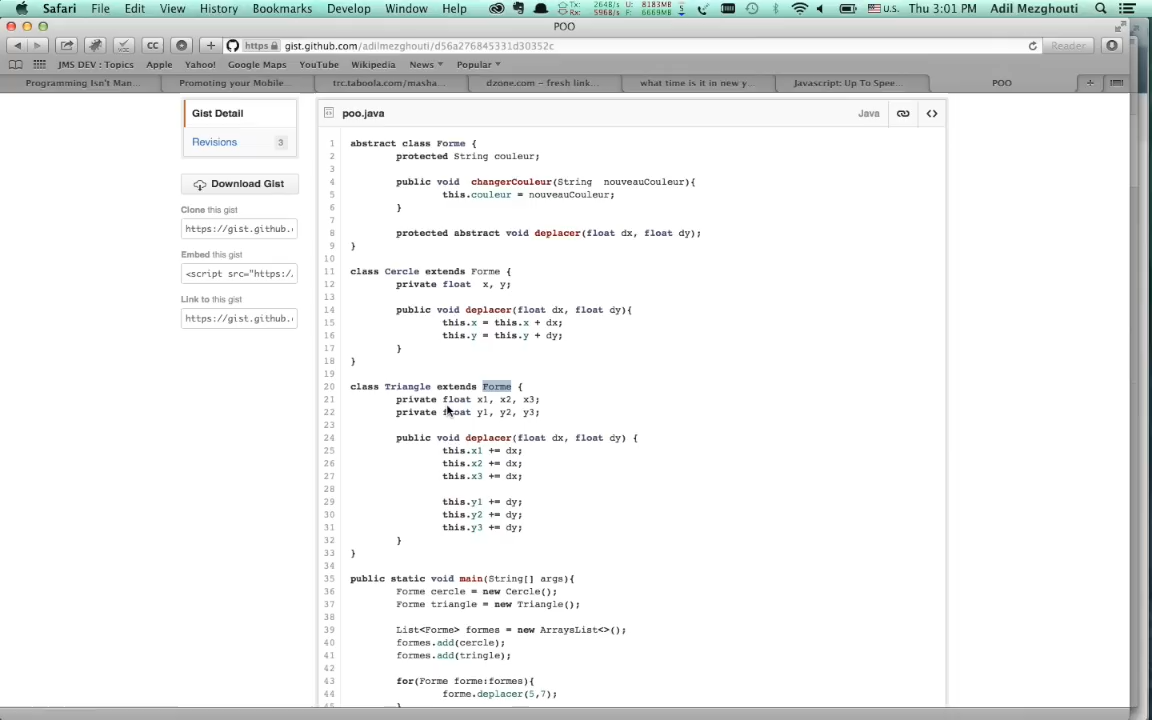 Safari File Edit View History Bookmarks Develop Window Help Tx: 264B/s Rx: 596B/s U: 8183MB F: 6669MB 5 U.S. Thu 3:01 PM Adil Mezghouti
POO
CC + https gist.github.com/adilmezghouti/d56a276845331d30352c Reader
JMS DEV : Topics Apple Yahoo! Google Maps YouTube Wikipedia News Popular
Programming Isn't Man... Promoting your Mobile... trc.taboola.com/masha... dzone.com – fresh link... what time is it in new y... Javascript: Up To Spee... POO +
Gist Detail
Revisions 3
Download Gist
Clone this gist
https://gist.github.
Embed this gist
<script src="https:/
Link to this gist
https://gist.github.
poo.java Java
1 abstract class Forme {
2 protected String couleur;
3
4 public void changerCouleur(String nouveauCouleur){
5 this.couleur = nouveauCouleur;
6 }
7
8 protected abstract void deplacer(float dx, float dy);
9 }
10
11 class Cercle extends Forme {
12 private float x, y;
13
14 public void deplacer(float dx, float dy){
15 this.x = this.x + dx;
16 this.y = this.y + dy;
17 }
18 }
19
20 class Triangle extends Forme {
21 private float x1, x2, x3;
22 private float y1, y2, y3;
23
24 public void deplacer(float dx, float dy) {
25 this.x1 += dx;
26 this.x2 += dx;
27 this.x3 += dx;
28
29 this.y1 += dy;
30 this.y2 += dy;
31 this.y3 += dy;
32 }
33 }
34
35 public static void main(String[] args){
36 Forme cercle = new Cercle();
37 Forme triangle = new Triangle();
38
39 List<Forme> formes = new ArraysList<>();
40 formes.add(cercle);
41 formes.add(tringle);
42
43 for(Forme forme:formes){
44 forme.deplacer(5,7);
45 }